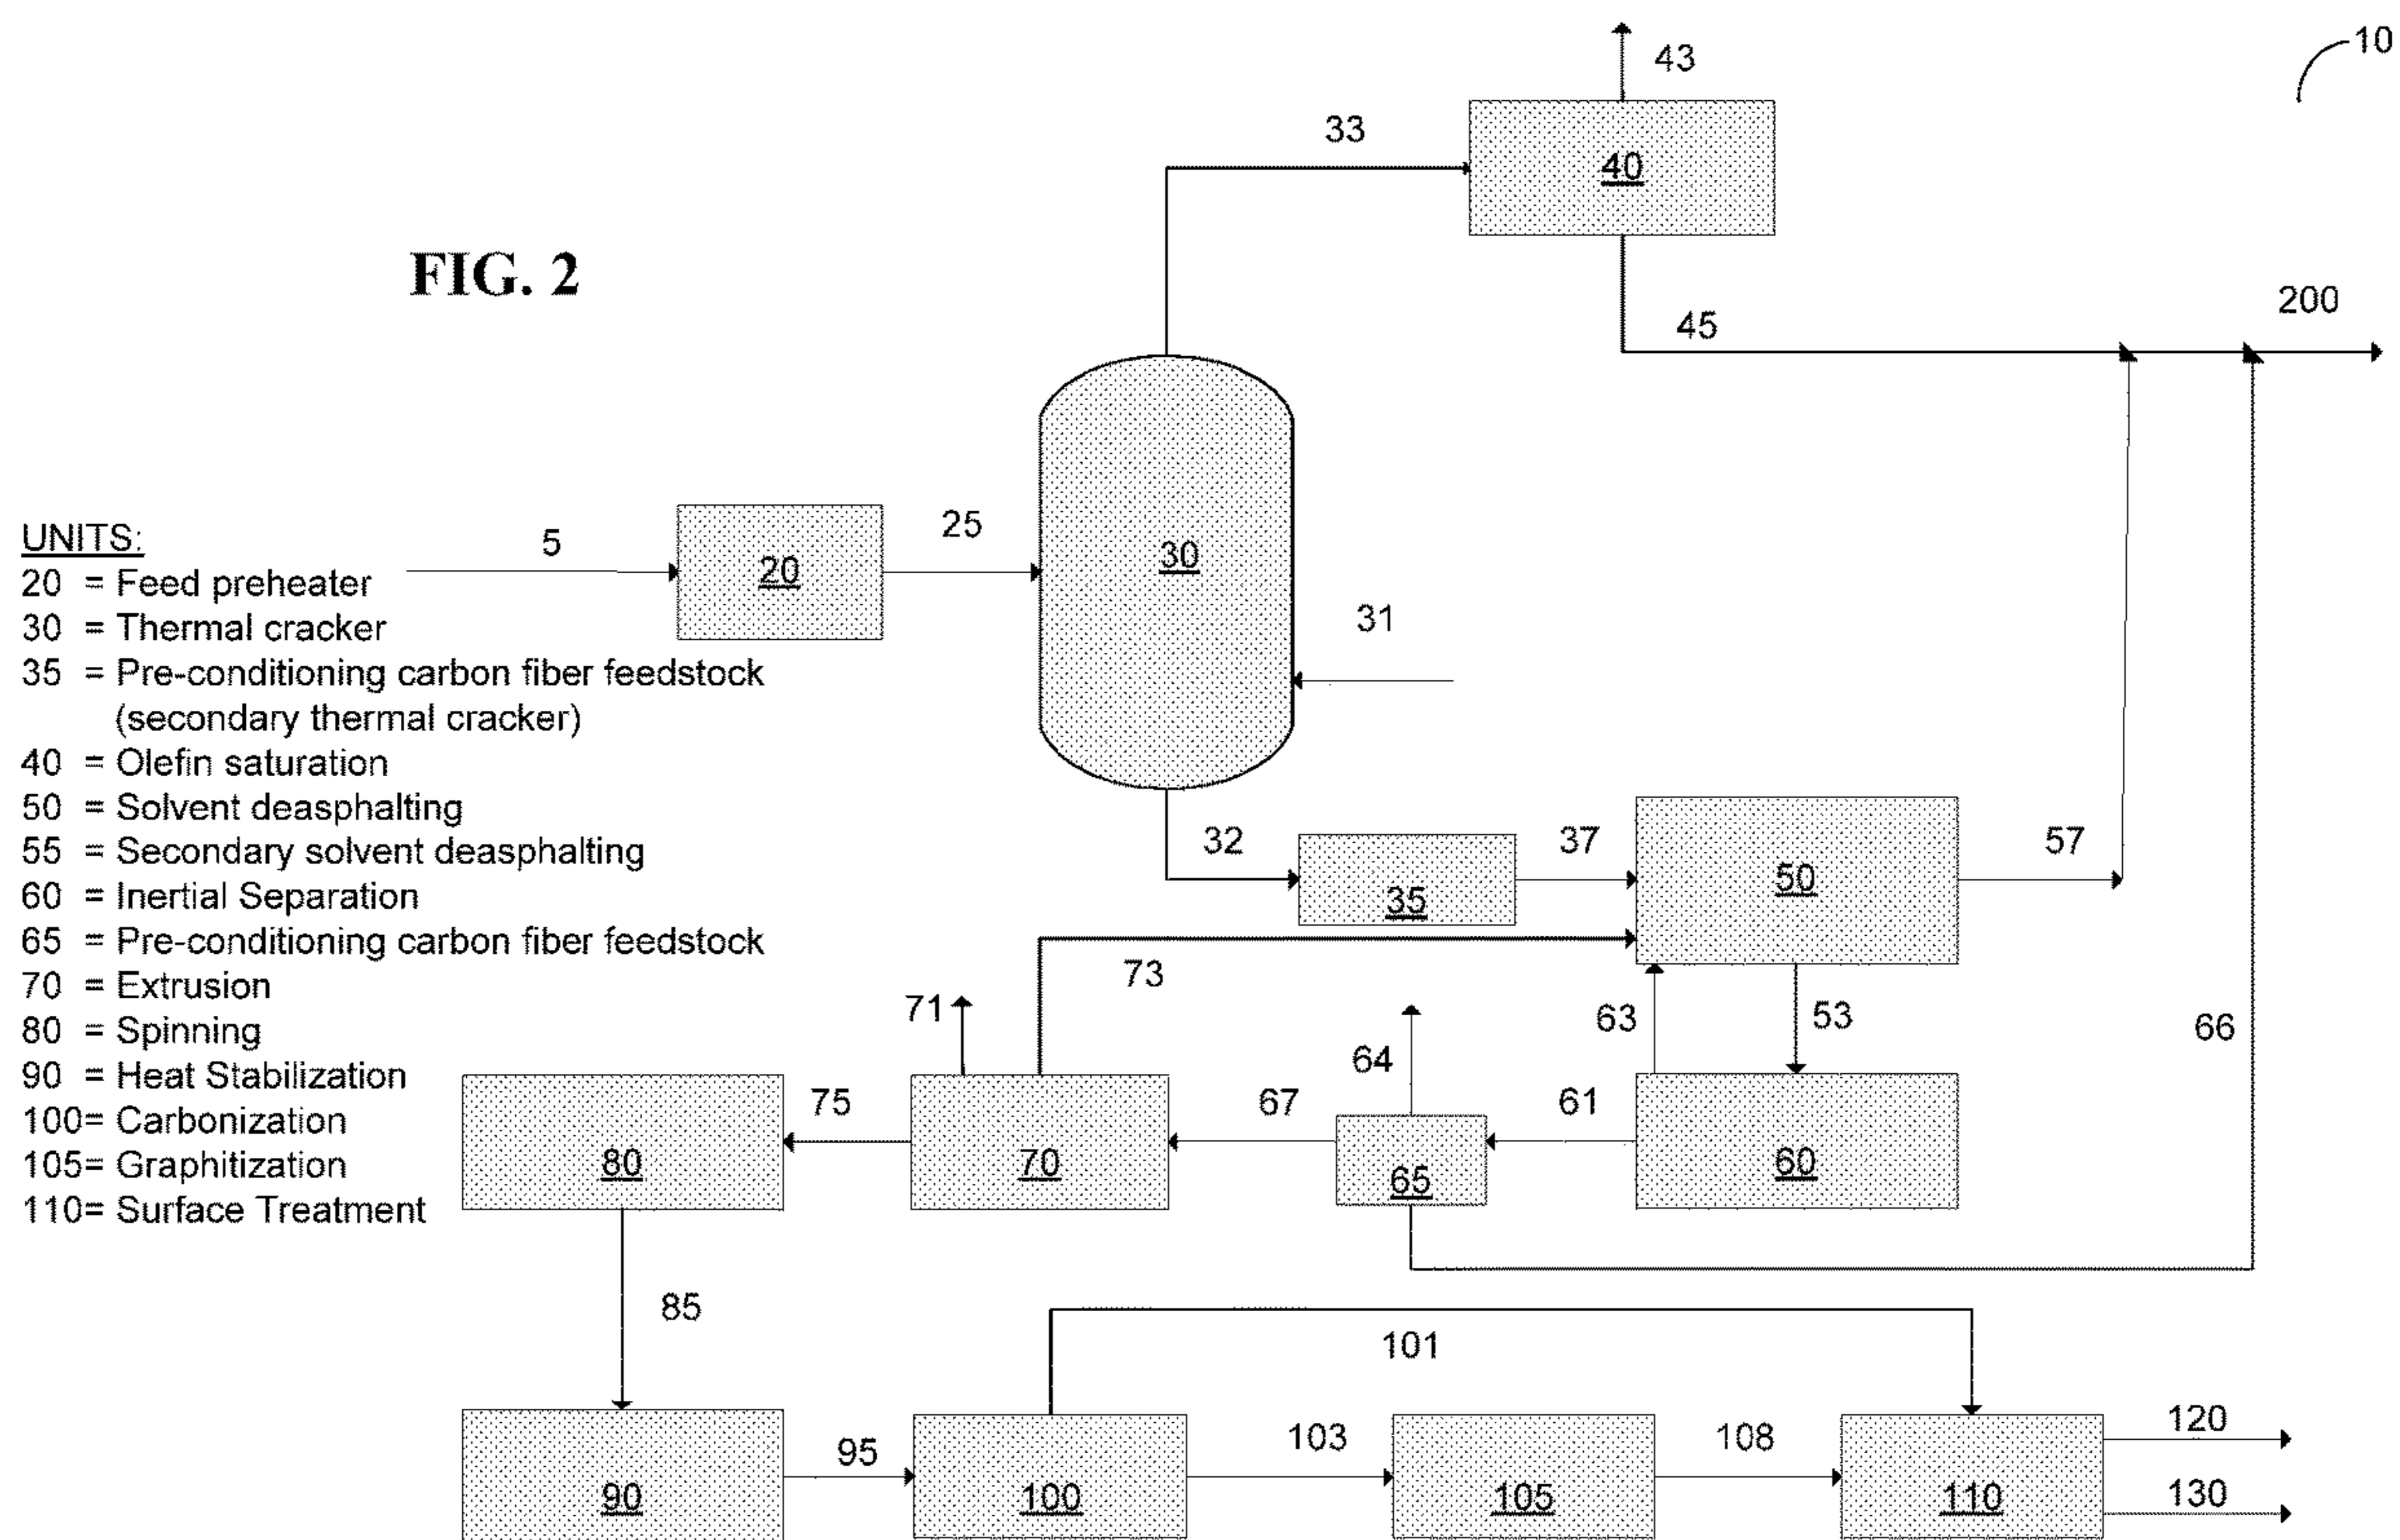 10
43
33
40
FIG. 2
200
45
5
25
20
30
31
UNITS:
20 = Feed preheater
30 = Thermal cracker
35 = Pre-conditioning carbon fiber feedstock
(secondary thermal cracker)
40 = Olefin saturation
50 = Solvent deasphalting
55 = Secondary solvent deasphalting
60 = Inertial Separation
65 = Pre-conditioning carbon fiber feedstock
70 = Extrusion
80 = Spinning
90 = Heat Stabilization
100= Carbonization
105= Graphitization
110= Surface Treatment
32
37
57
35
50
73
71
63
53
66
64
75
67
61
80
70
65
60
85
101
95
103
108
120
130
90
100
105
110